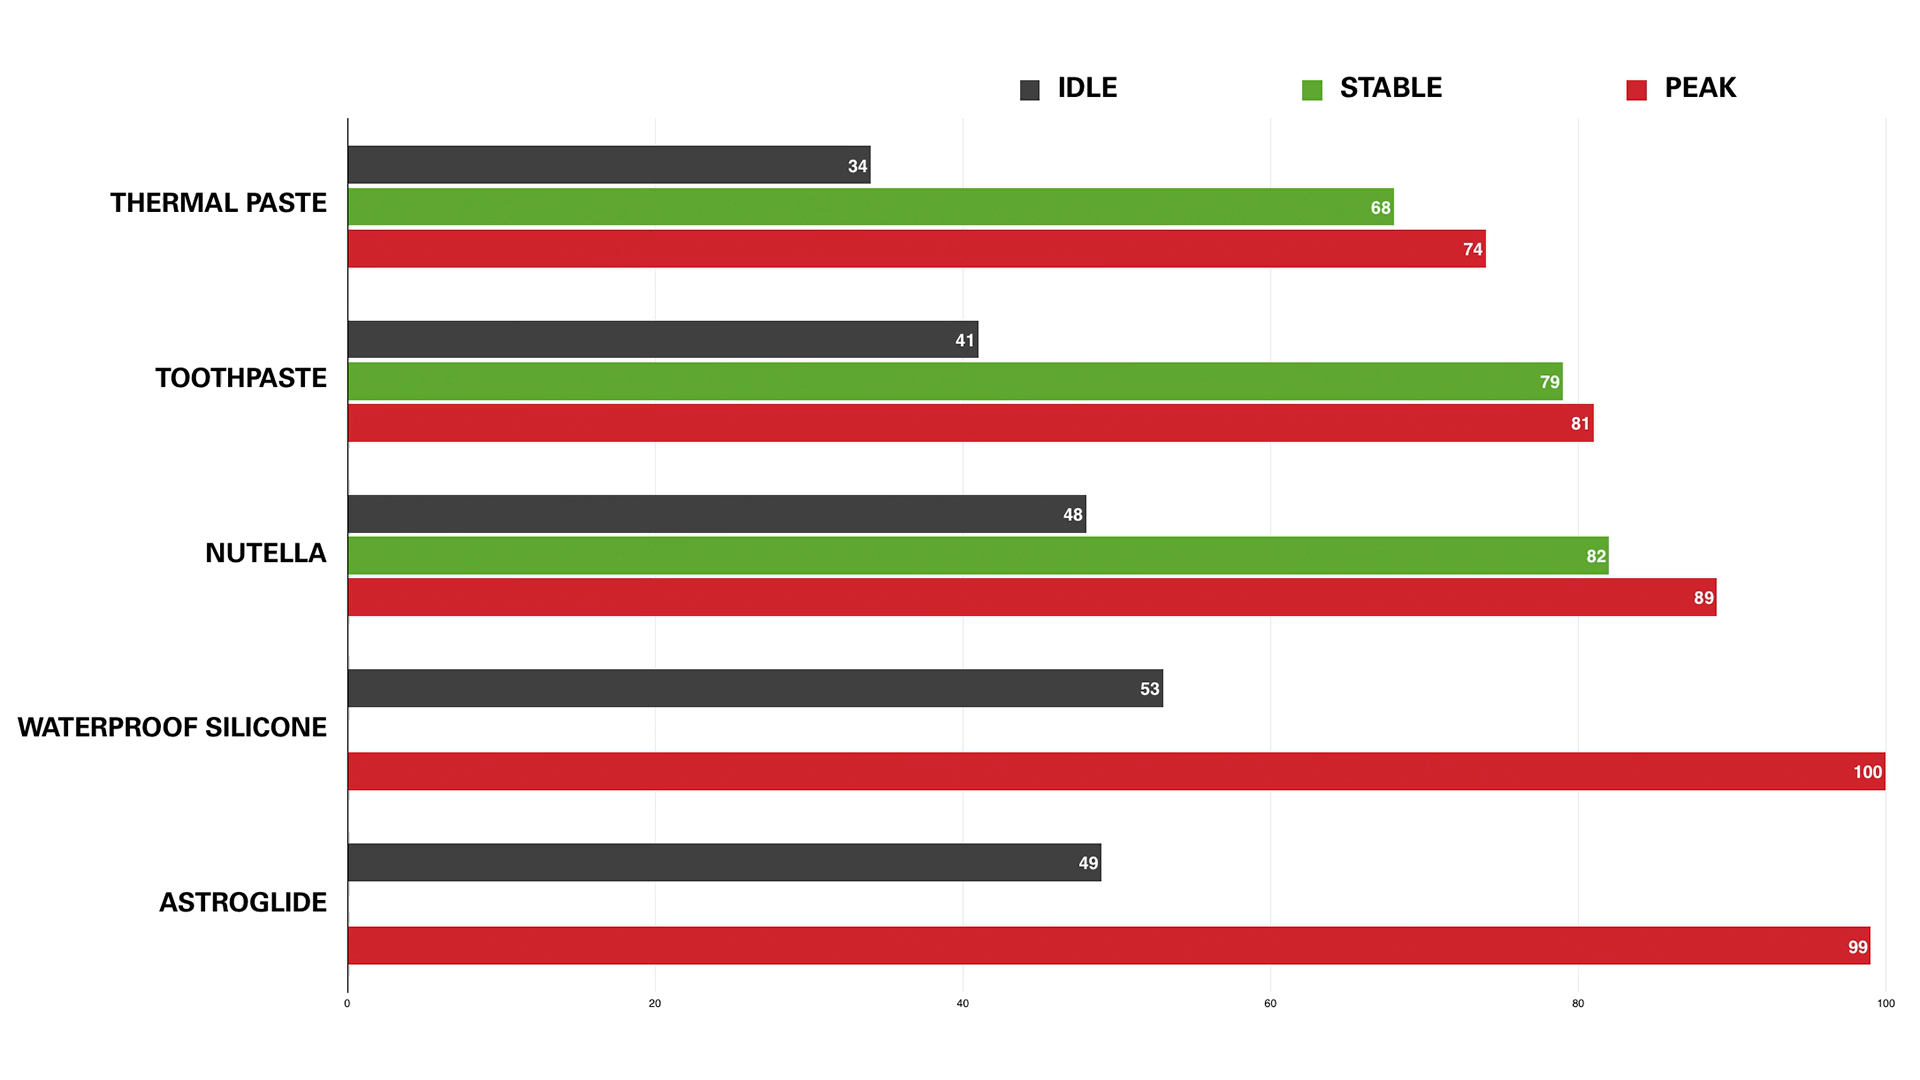 IDLE STABLE PEAK
THERMAL PASTE
34
68
74
TOOTHPASTE
41
79
81
NUTELLA
48
82
89
WATERPROOF SILICONE
53
100
ASTROGLIDE
49
99
0 20 40 60 80 100